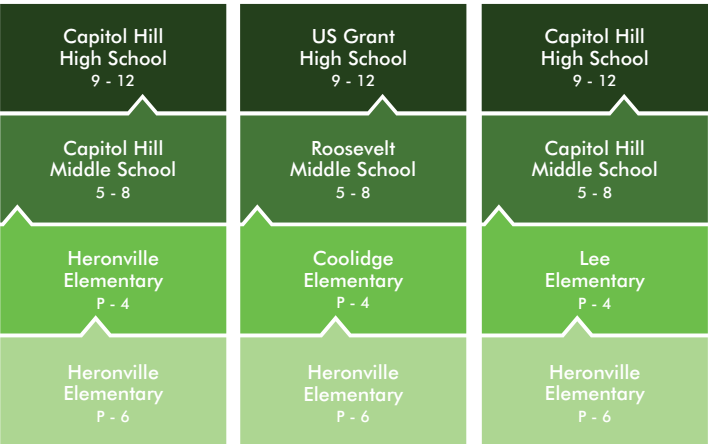 Capitol Hill
High School
9 - 12
Capitol Hill
Middle School
5 - 8
Heronville
Elementary
P - 4
Heronville
Elementary
P - 6
US Grant
High School
9 - 12
Roosevelt
Middle School
5 - 8
Coolidge
Elementary
P - 4
Heronville
Elementary
P - 6
Capitol Hill
High School
9 - 12
Capitol Hill
Middle School
5 - 8
Lee
Elementary
P - 4
Heronville
Elementary
P - 6